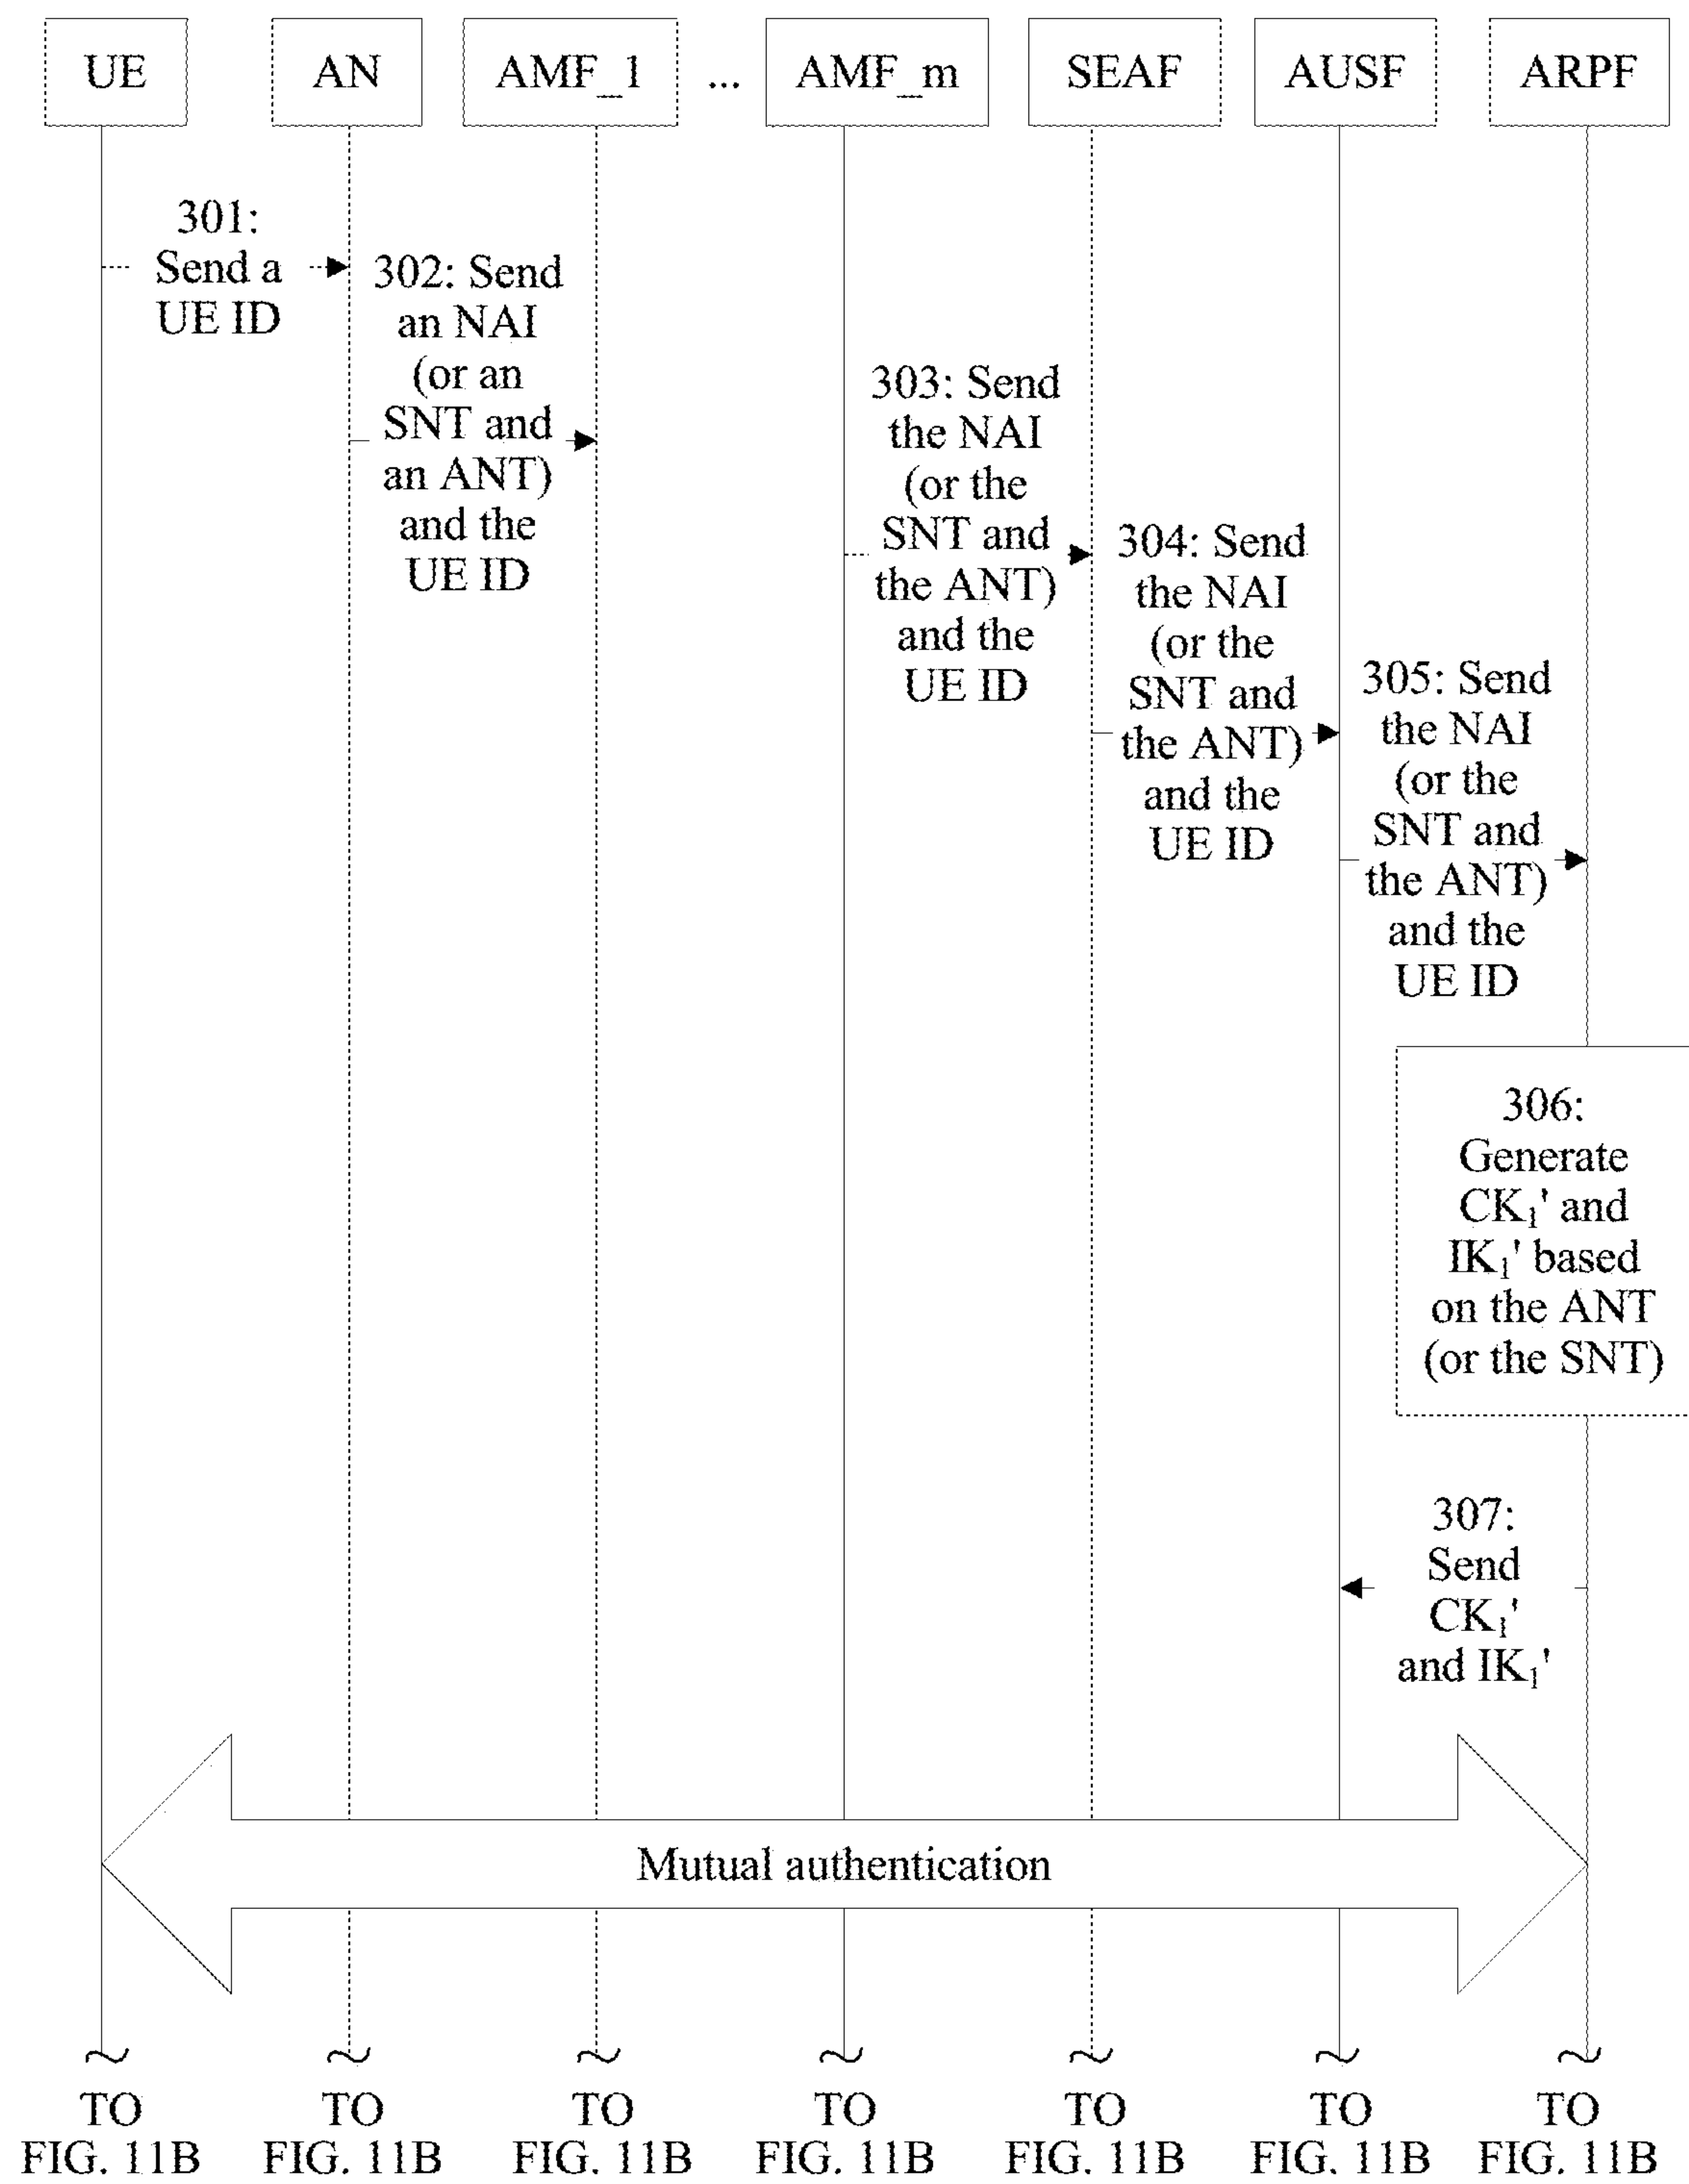 UE
AN
AMF_1
...
AMF_m
SEAF
AUSF
ARPF
301:
Send a
UE ID
302: Send
an NAI
(or an
SNT and
an ANT)
and the
UE ID
303: Send
the NAI
(or the
SNT and
the ANT)
and the
UE ID
304: Send
the NAI
(or the
SNT and
the ANT)
and the
UE ID
305: Send
the NAI
(or the
SNT and
the ANT)
and the
UE ID
306:
Generate
CK₁' and
IK₁' based
on the ANT
(or the SNT)
307:
Send
CK₁'
and IK₁'
Mutual authentication
TO
FIG. 11B
TO
FIG. 11B
TO
FIG. 11B
TO
FIG. 11B
TO
FIG. 11B
TO
FIG. 11B
TO
FIG. 11B